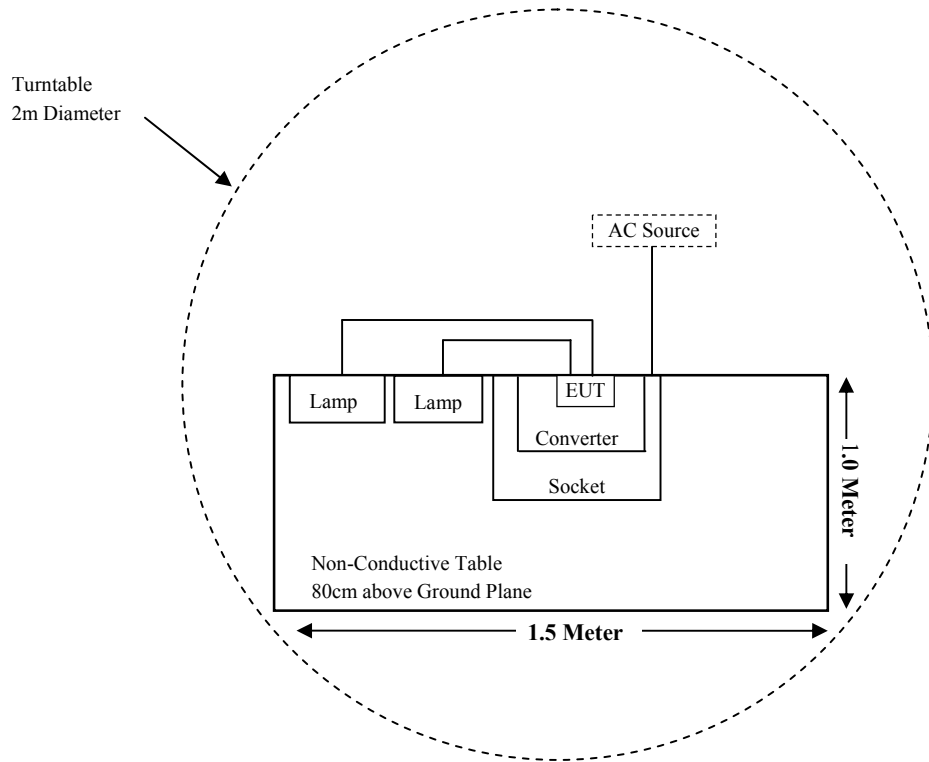 Turntable
2m Diameter
AC Source
EUT
Lamp
Lamp
Converter
Socket
1.0 Meter
Non-Conductive Table
80cm above Ground Plane
1.5 Meter